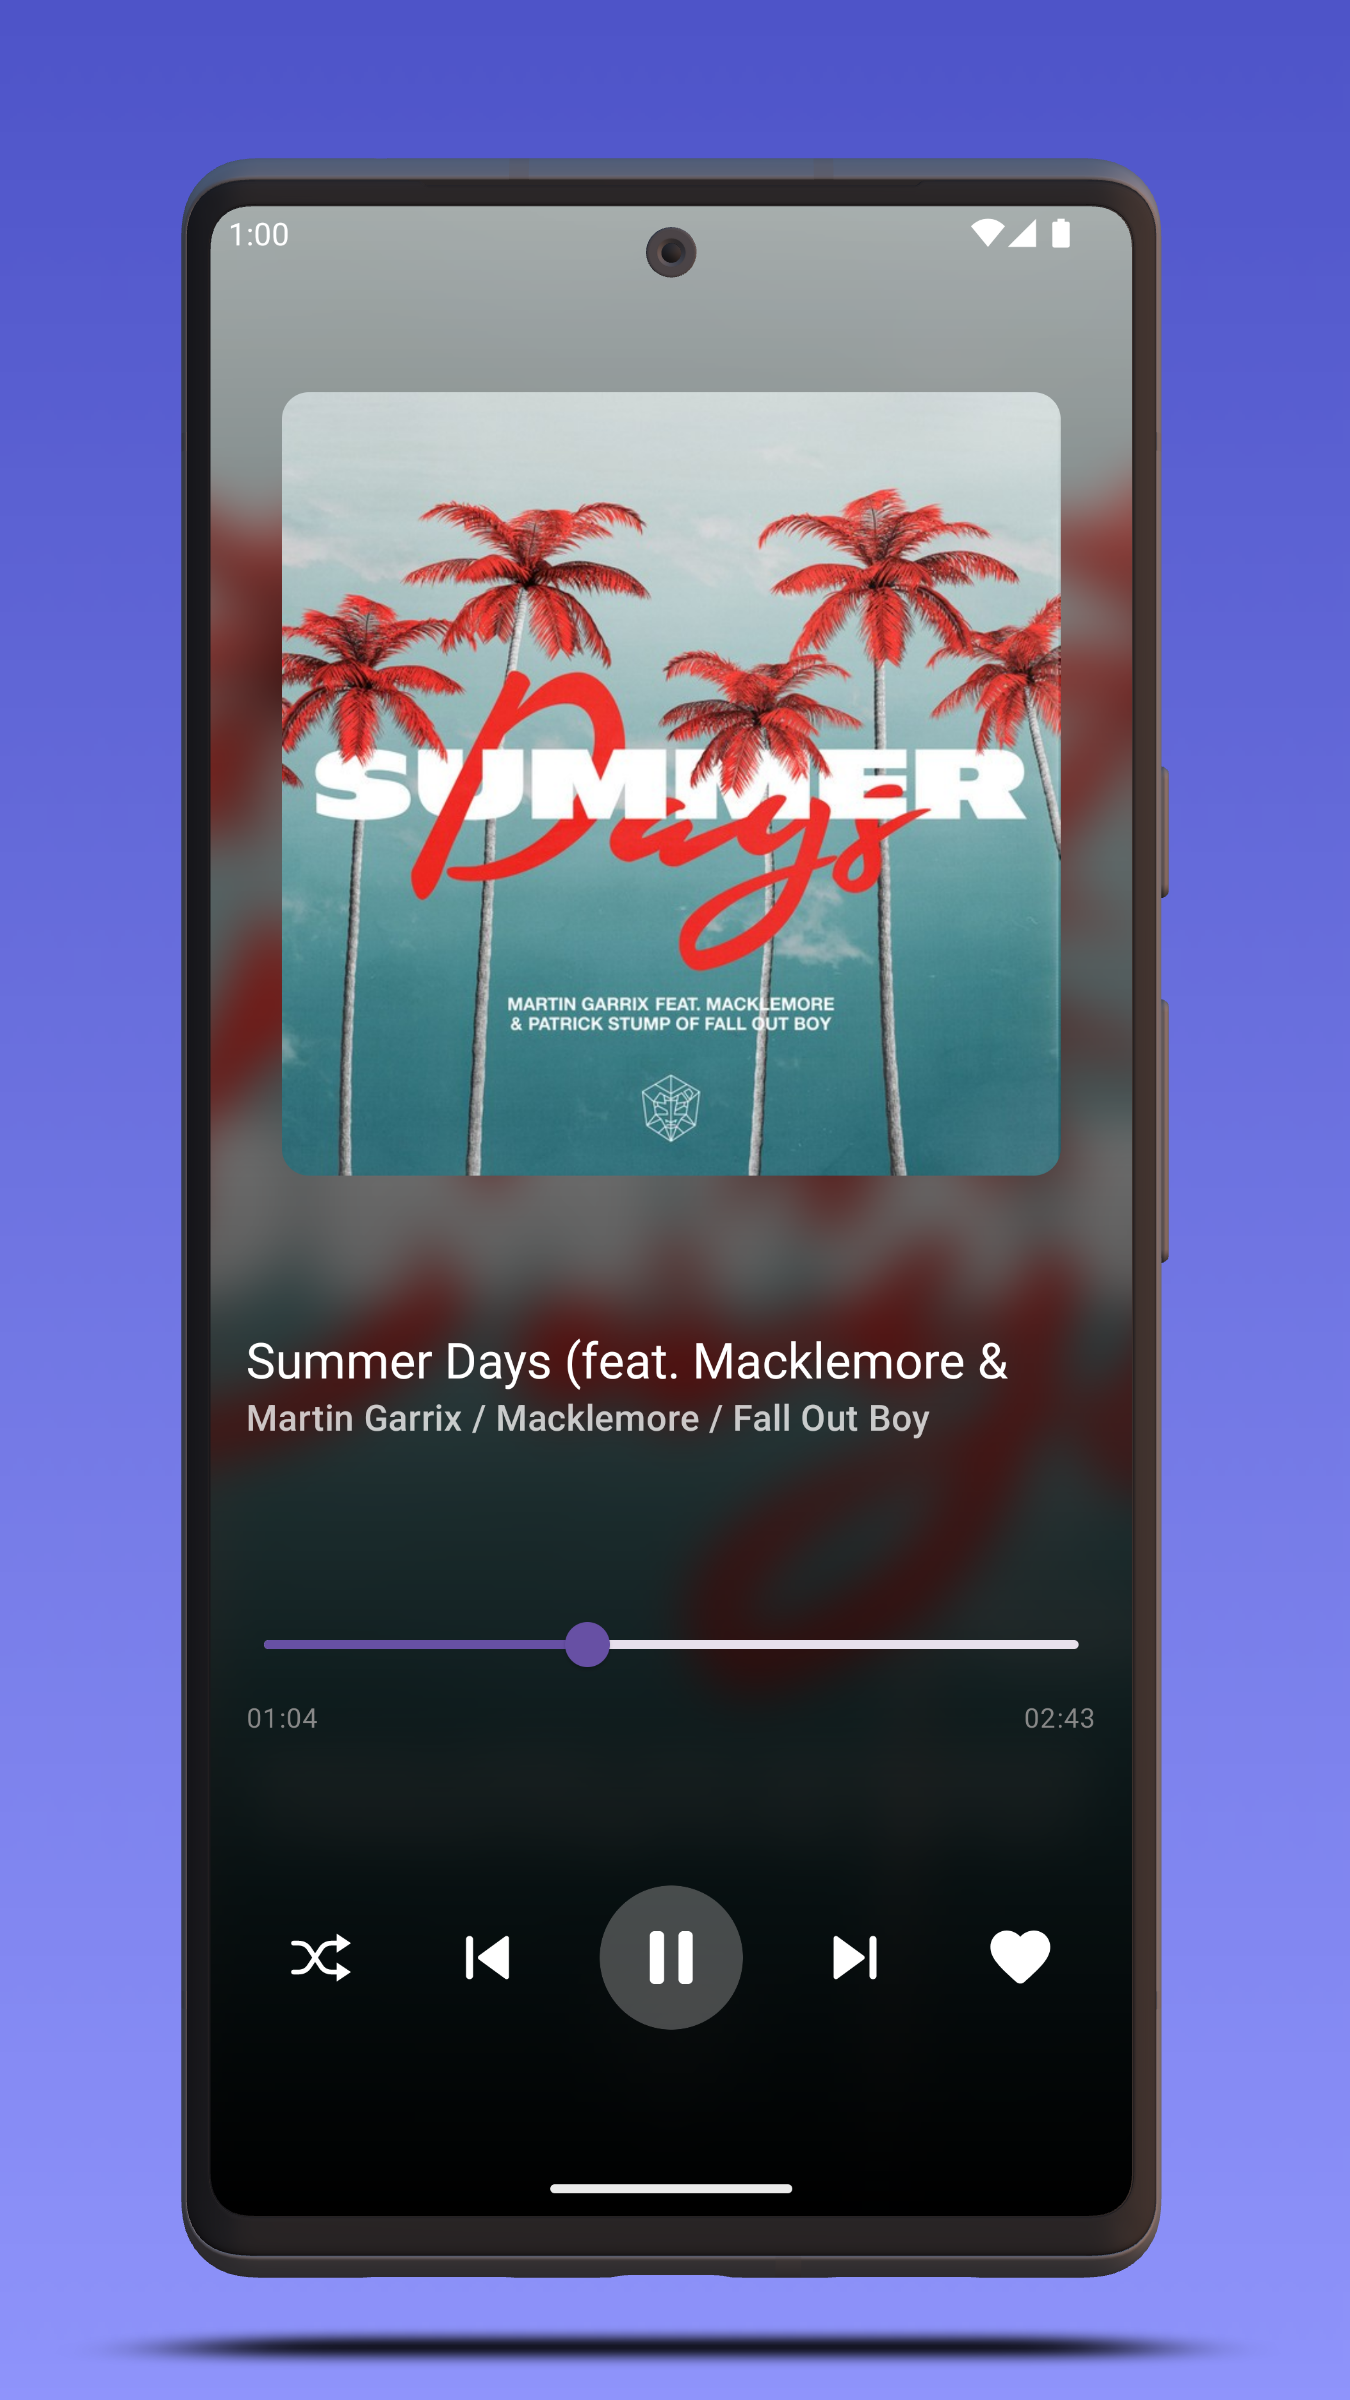 1:00
SUMMER
Days
MARTIN GARRIX FEAT. MACKLEMORE
& PATRICK STUMP OF FALL OUT BOY
Summer Days (feat. Macklemore &
Martin Garrix / Macklemore / Fall Out Boy
01:04
02:43